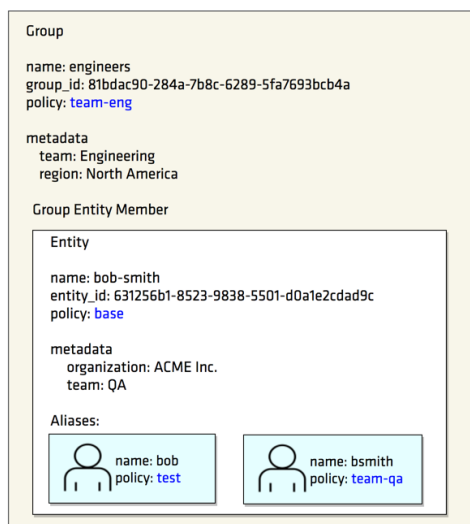 Group
name: engineers
group_id: 81bdac90-284a-7b8c-6289-5fa7693bcb4a
policy: team-eng
metadata
team: Engineering
region: North America
Group Entity Member
Entity
name: bob-smith
entity_id: 631256b1-8523-9838-5501-d0a1e2cdad9c
policy: base
metadata
organization: ACME Inc.
team: QA
Aliases:
name: bob
policy: test
name: bsmith
policy: team-qa